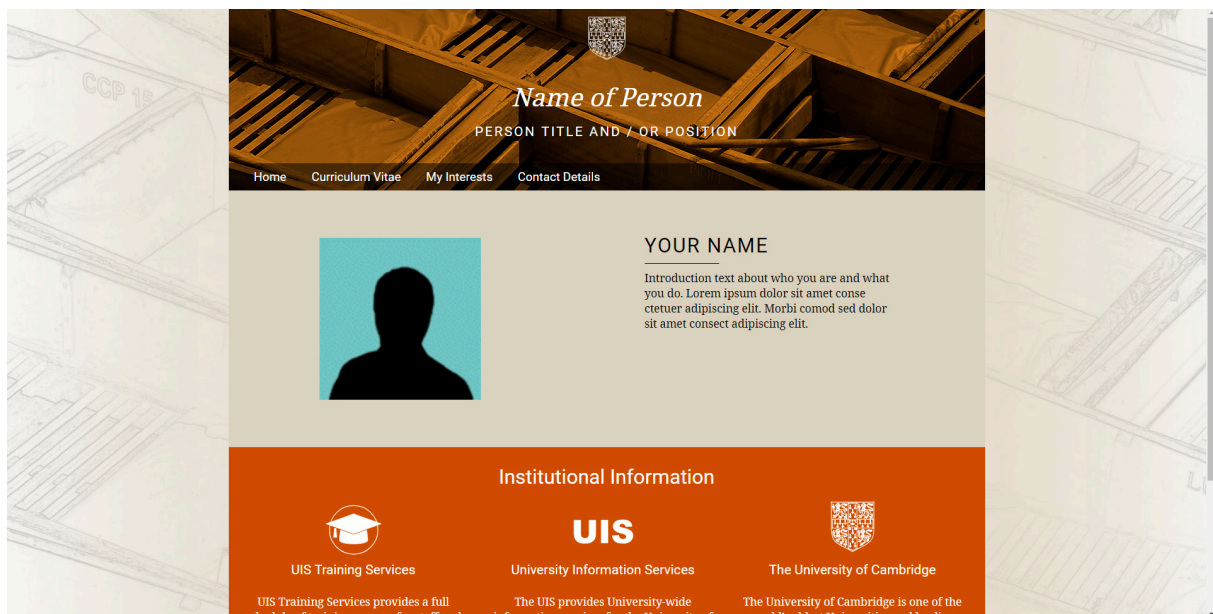 CCP 15
Name of Person
PERSON TITLE AND / OR POSITION
Home Curriculum Vitae My Interests Contact Details
YOUR NAME
Introduction text about who you are and what
you do. Lorem ipsum dolor sit amet conse
ctetuer adipiscing elit. Morbi comod sed dolor
sit amet consect adipiscing elit.
Institutional Information
UIS
UIS Training Services University Information Services The University of Cambridge
UIS Training Services provides a full The UIS provides University-wide The University of Cambridge is one of the